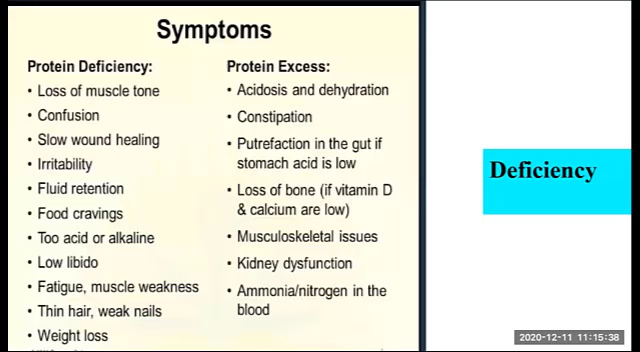 Symptoms
Protein Deficiency:
• Loss of muscle tone
• Confusion
• Slow wound healing
• Irritability
• Fluid retention
• Food cravings
• Too acid or alkaline
• Low libido
• Fatigue, muscle weakness
• Thin hair, weak nails
• Weight loss
Protein Excess:
• Acidosis and dehydration
• Constipation
• Putrefaction in the gut if
stomach acid is low
• Loss of bone (if vitamin D
& calcium are low)
• Musculoskeletal issues
• Kidney dysfunction
• Ammonia/nitrogen in the
blood
Deficiency
2020-12-11 11:15:38